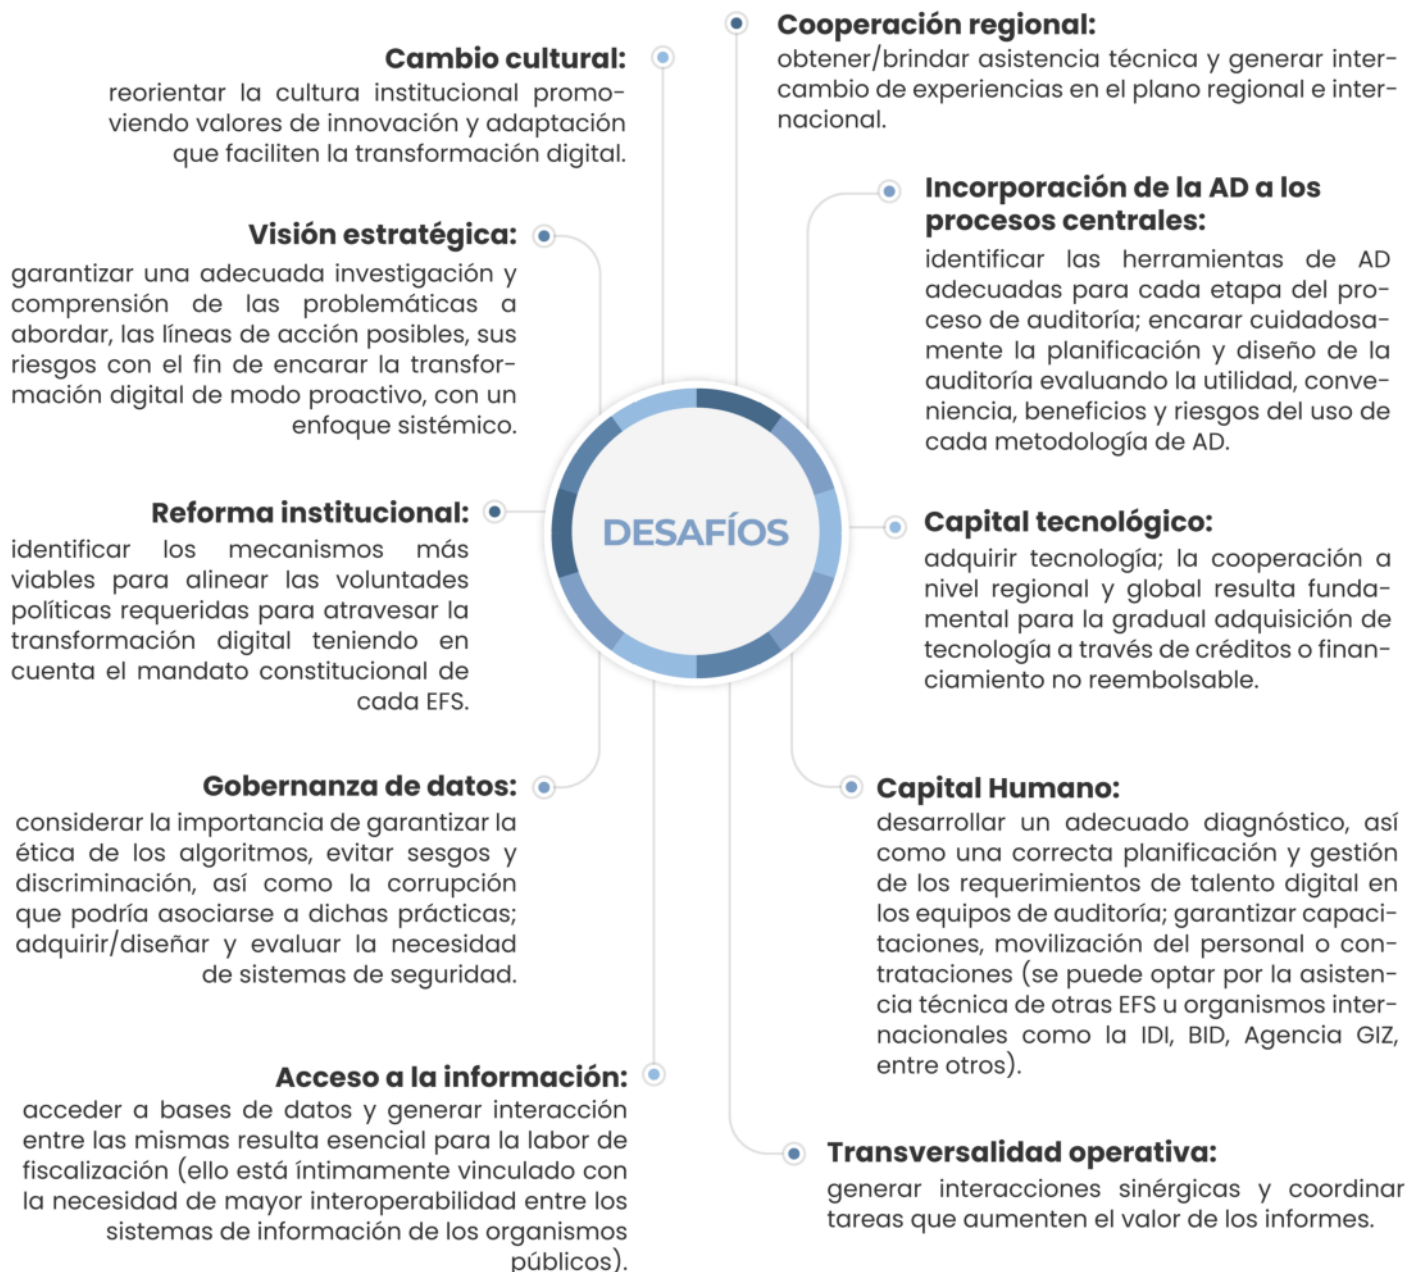 Cambio cultural:
reorientar la cultura institucional promo-
viendo valores de innovación y adaptación
que faciliten la transformación digital.
Visión estratégica:
garantizar una adecuada investigación y
comprensión de las problemáticas a
abordar, las líneas de acción posibles, sus
riesgos con el fin de encarar la transfor-
mación digital de modo proactivo, con un
enfoque sistémico.
Reforma institucional:
identificar los mecanismos más
viables para alinear las voluntades
políticas requeridas para atravesar la
transformación digital teniendo en
cuenta el mandato constitucional de
cada EFS.
Gobernanza de datos:
considerar la importancia de garantizar la
ética de los algoritmos, evitar sesgos y
discriminación, así como la corrupción
que podría asociarse a dichas prácticas;
adquirir/diseñar y evaluar la necesidad
de sistemas de seguridad.
Acceso a la información:
acceder a bases de datos y generar interacción
entre las mismas resulta esencial para la labor de
fiscalización (ello está íntimamente vinculado con
la necesidad de mayor interoperabilidad entre los
sistemas de información de los organismos
públicos).
DESAFÍOS
Cooperación regional:
obtener/brindar asistencia técnica y generar inter-
cambio de experiencias en el plano regional e inter-
nacional.
Incorporación de la AD a los
procesos centrales:
identificar las herramientas de AD
adecuadas para cada etapa del pro-
ceso de auditoría; encarar cuidadosa-
mente la planificación y diseño de la
auditoría evaluando la utilidad, conve-
niencia, beneficios y riesgos del uso de
cada metodología de AD.
Capital tecnológico:
adquirir tecnología; la cooperación a
nivel regional y global resulta funda-
mental para la gradual adquisición de
tecnología a través de créditos o finan-
ciamiento no reembolsable.
Capital Humano:
desarrollar un adecuado diagnóstico, así
como una correcta planificación y gestión
de los requerimientos de talento digital en
los equipos de auditoría; garantizar capaci-
taciones, movilización del personal o con-
trataciones (se puede optar por la asisten-
cia técnica de otras EFS u organismos inter-
nacionales como la IDI, BID, Agencia GIZ,
entre otros).
Transversalidad operativa:
generar interacciones sinérgicas y coordinar
tareas que aumenten el valor de los informes.